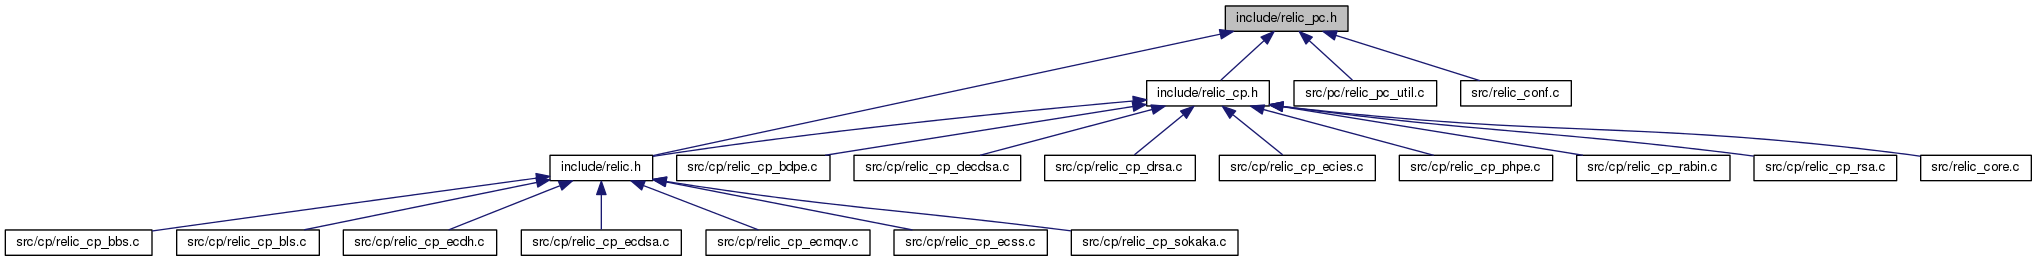 include/relic_pc.h
include/relic_cp.h
src/pc/relic_pc_util.c
src/relic_conf.c
include/relic.h
src/cp/relic_cp_bdpe.c
src/cp/relic_cp_decdsa.c
src/cp/relic_cp_drsa.c
src/cp/relic_cp_ecies.c
src/cp/relic_cp_phpe.c
src/cp/relic_cp_rabin.c
src/cp/relic_cp_rsa.c
src/relic_core.c
src/cp/relic_cp_bbs.c
src/cp/relic_cp_bls.c
src/cp/relic_cp_ecdh.c
src/cp/relic_cp_ecdsa.c
src/cp/relic_cp_ecmqv.c
src/cp/relic_cp_ecss.c
src/cp/relic_cp_sokaka.c